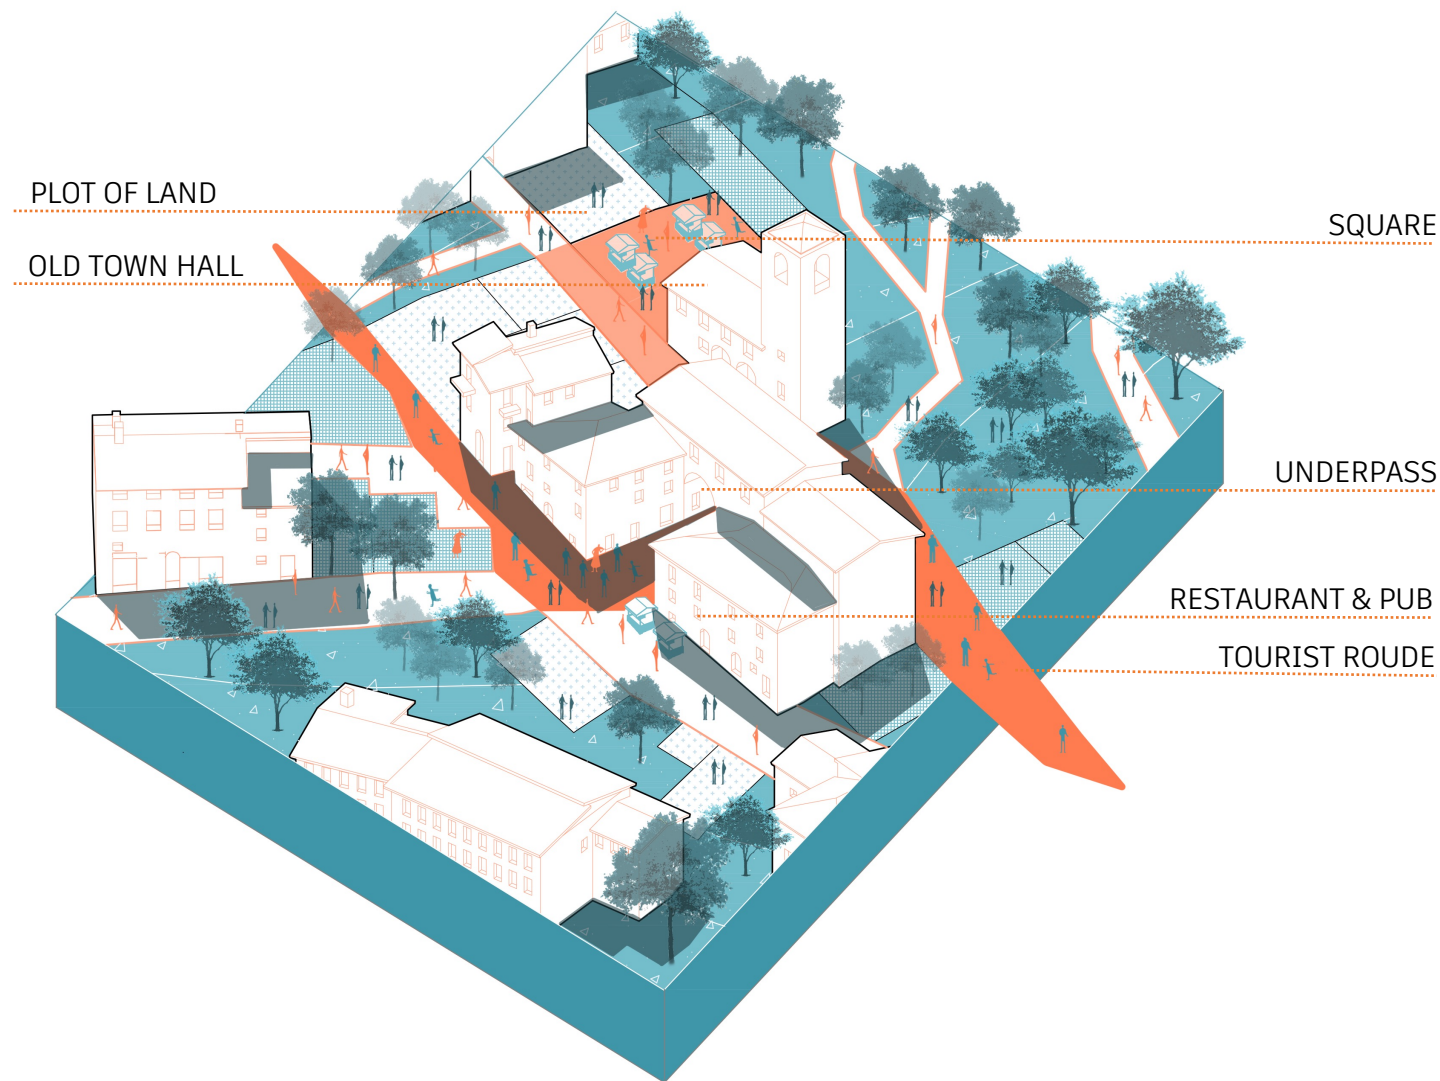 PLOT OF LAND
OLD TOWN HALL
SQUARE
UNDERPASS
RESTAURANT & PUB
TOURIST ROUDE